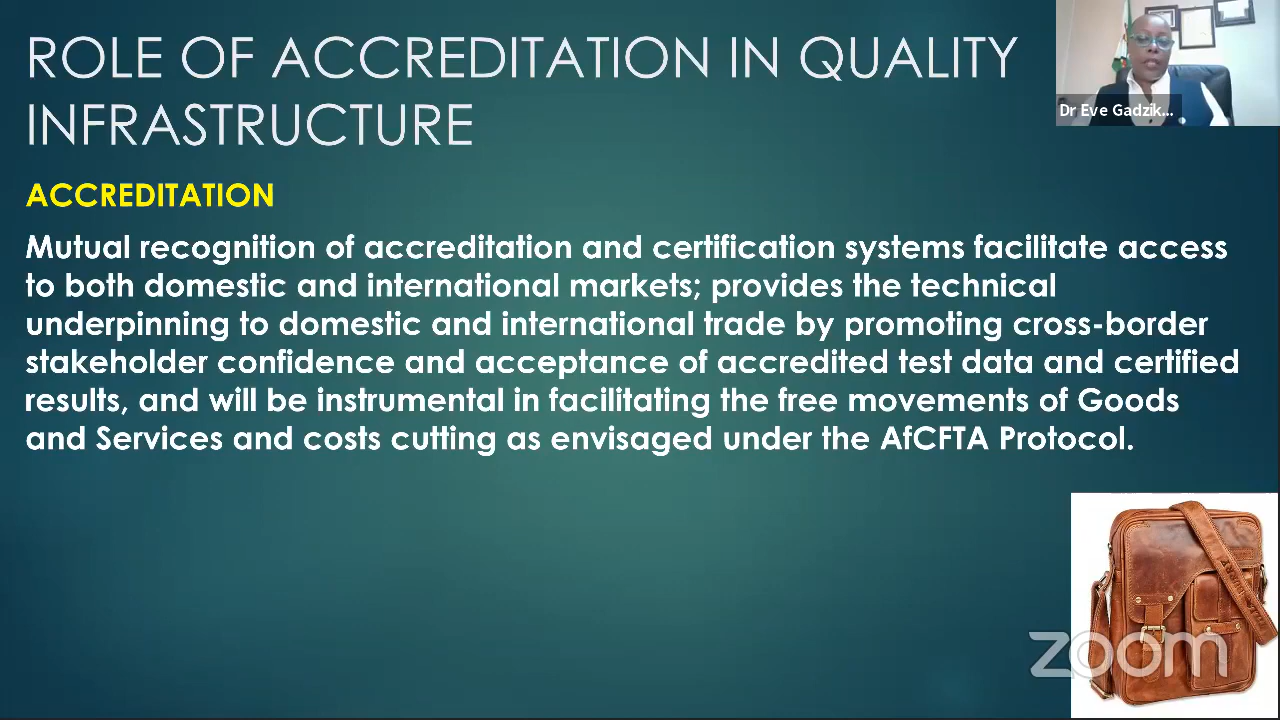 ROLE OF ACCREDITATION IN QUALITY
INFRASTRUCTURE
Dr Eve Gadzik...
ACCREDITATION
Mutual recognition of accreditation and certification systems facilitate access
to both domestic and international markets; provides the technical
underpinning to domestic and international trade by promoting cross-border
stakeholder confidence and acceptance of accredited test data and certified
results, and will be instrumental in facilitating the free movements of Goods
and Services and costs cutting as envisaged under the AfCFTA Protocol.
zoom